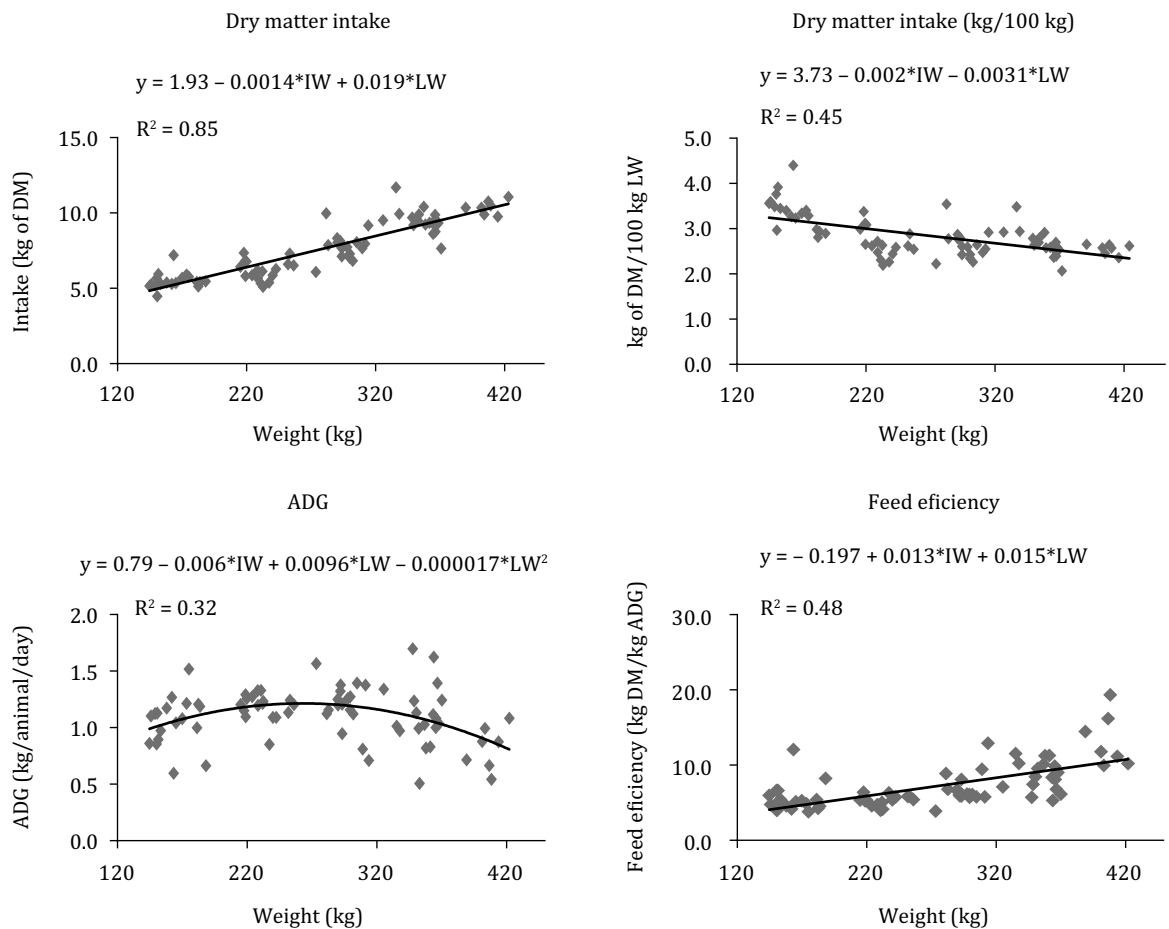 Dry matter intake
y = 1.93 – 0.0014*IW + 0.019*LW
R² = 0.85
15.0
10.0
5.0
0.0
Intake (kg of DM)
120 220 320 420
Weight (kg)
Dry matter intake (kg/100 kg)
y = 3.73 – 0.002*IW – 0.0031*LW
R² = 0.45
5.0
4.0
3.0
2.0
1.0
0.0
kg of DM/100 kg LW
120 220 320 420
Weight (kg)
ADG
y = 0.79 – 0.006*IW + 0.0096*LW – 0.000017*LW²
R² = 0.32
2.0
1.5
1.0
0.5
0.0
ADG (kg/animal/day)
120 220 320 420
Weight (kg)
Feed eficiency
y = – 0.197 + 0.013*IW + 0.015*LW
R² = 0.48
30.0
20.0
10.0
0.0
Feed eficiency (kg DM/kg ADG)
120 220 320 420
Weight (kg)